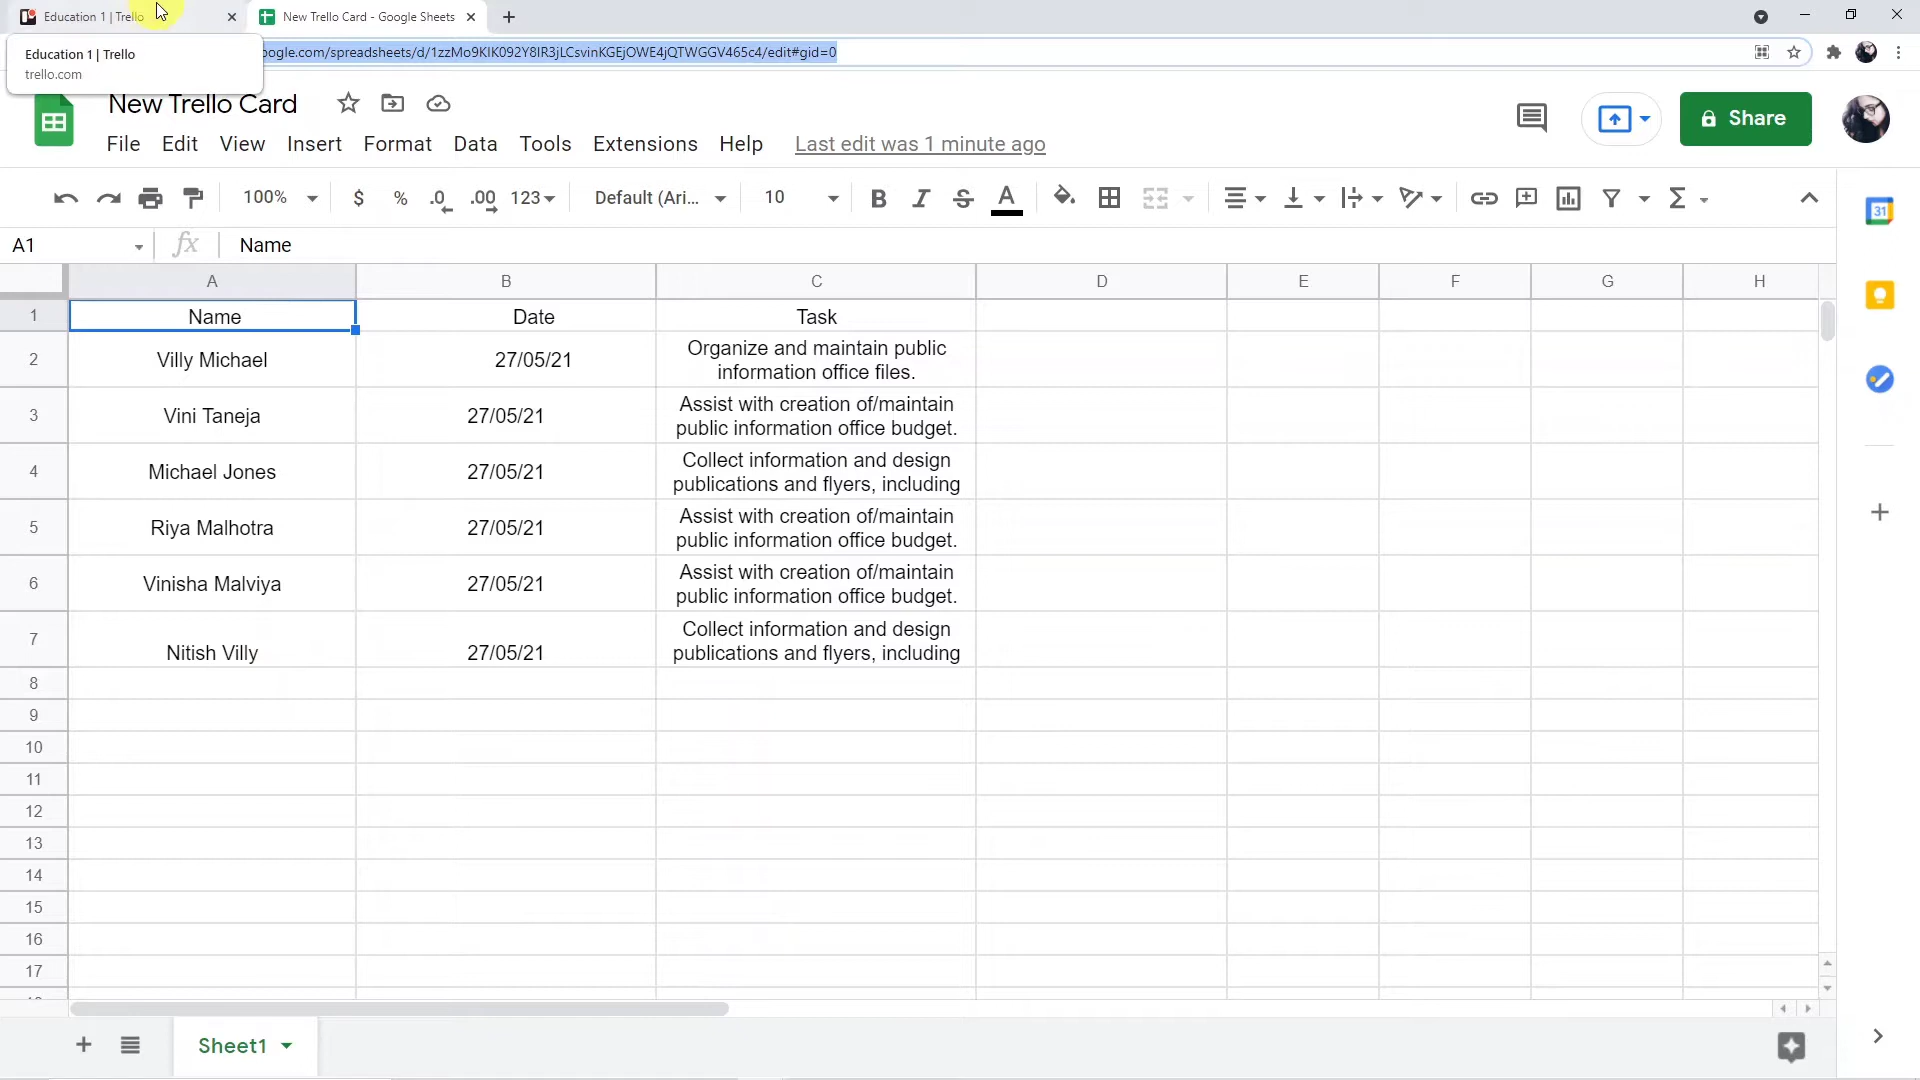 Education 1 | Trello
New Trello Card - Google Sheets
Education 1 | Trello
trello.com
oogle.com/spreadsheets/d/1zzMo9KIK092Y8IR3jLCsvinKGEjOWE4jQTWGGV465c4/edit#gid=0
New Trello Card
File Edit View Insert Format Data Tools Extensions Help Last edit was 1 minute ago
Share
100% $ % .0 .00 123 Default (Ari... 10 B I S A
31
A1 fx Name
A B C D E F G H
1 Name Date Task
2 Villy Michael 27/05/21 Organize and maintain public
information office files.
3 Vini Taneja 27/05/21 Assist with creation of/maintain
public information office budget.
4 Michael Jones 27/05/21 Collect information and design
publications and flyers, including
5 Riya Malhotra 27/05/21 Assist with creation of/maintain
public information office budget.
6 Vinisha Malviya 27/05/21 Assist with creation of/maintain
public information office budget.
7 Nitish Villy 27/05/21 Collect information and design
publications and flyers, including
8
9
10
11
12
13
14
15
16
17
Sheet1